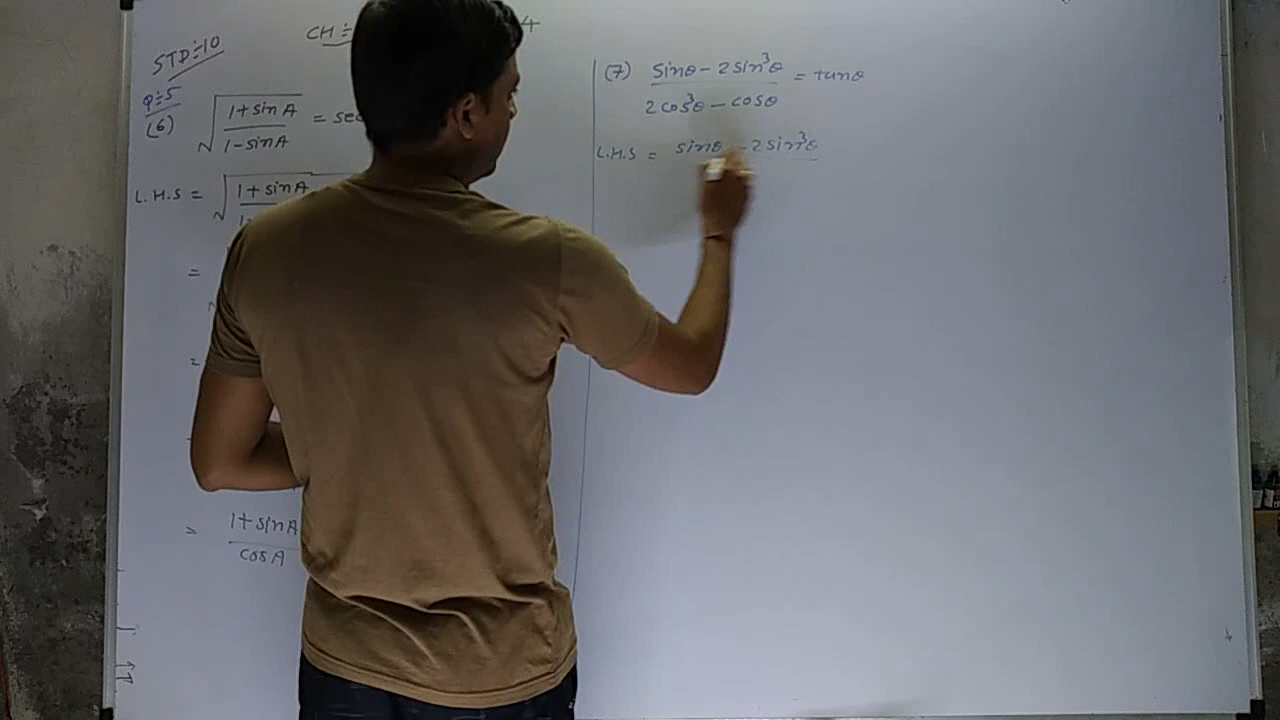 STD÷10
CH÷ 4
Q÷5
(6) √(1+sinA / 1-sinA) = sec
L.H.S = √(1+sinA / 1-
=
=
= 1+sinA / cosA
(7) sinθ - 2sin³θ / 2cos³θ - cosθ = tanθ
L.H.S = sinθ - 2sin³θ